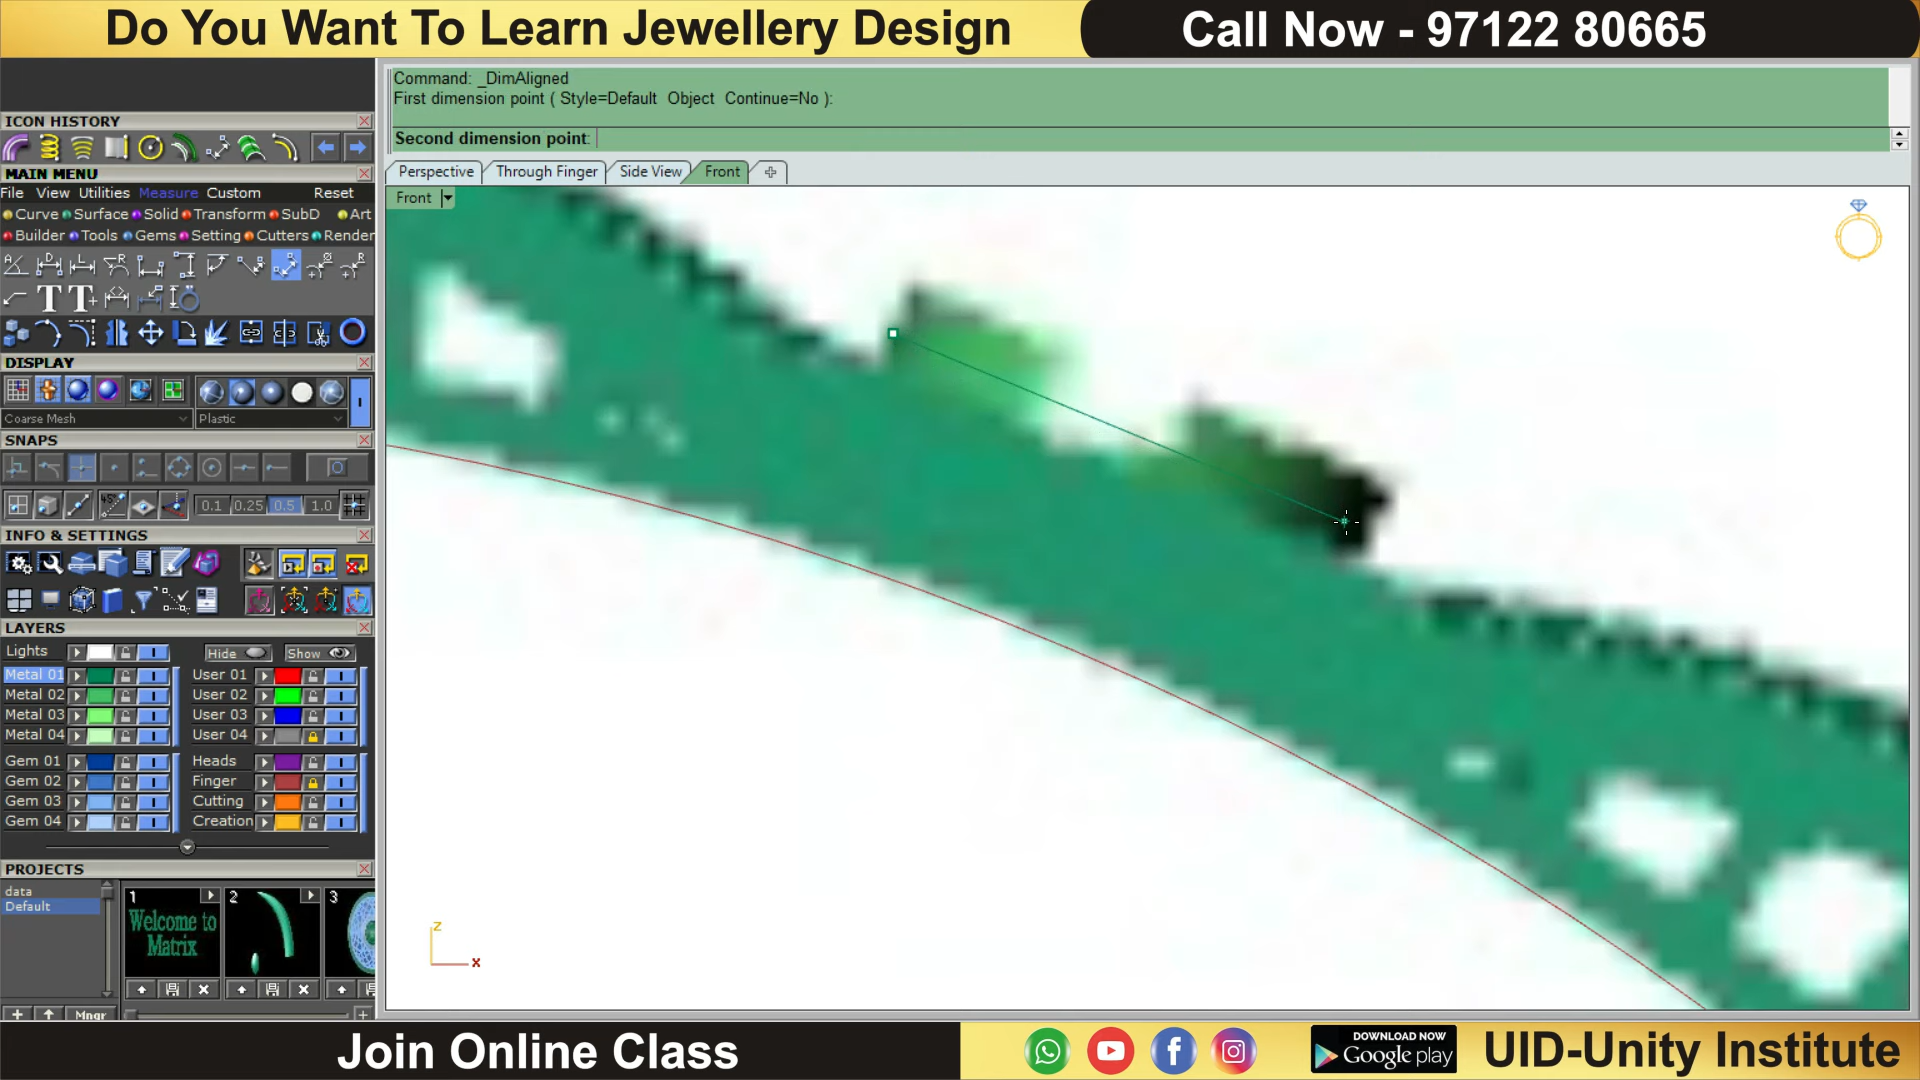 Do You Want To Learn Jewellery Design
Call Now - 97122 80665
Command: _DimAligned
First dimension point ( Style=Default Object Continue=No ):
Second dimension point:
Perspective
Through Finger
Side View
Front
Front
ICON HISTORY
MAIN MENU
File View Utilities Measure Custom Reset
Curve Surface Solid Transform SubD Art
Builder Tools Gems Setting Cutters Render
DISPLAY
Coarse Mesh
Plastic
SNAPS
0.1 0.25 0.5 1.0
INFO & SETTINGS
LAYERS
Lights Hide Show
Metal 01 User 01
Metal 02 User 02
Metal 03 User 03
Metal 04 User 04
Gem 01 Heads
Gem 02 Finger
Gem 03 Cutting
Gem 04 Creation
PROJECTS
data
Default
1 2 3
Welcome to
Matrix
Mngr
z
x
Join Online Class
DOWNLOAD NOW
Google play
UID-Unity Institute